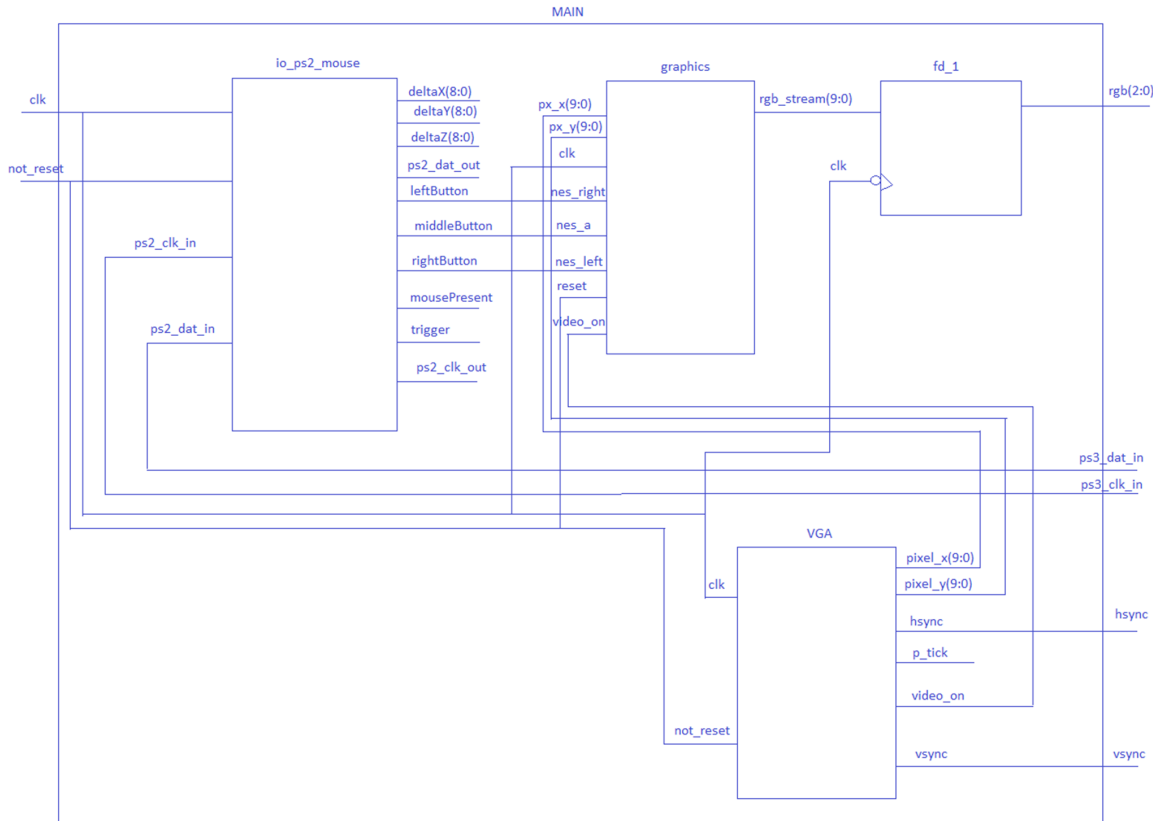 MAIN
io_ps2_mouse
graphics
fd_1
clk
not_reset
ps2_clk_in
ps2_dat_in
deltaX(8:0)
deltaY(8:0)
deltaZ(8:0)
ps2_dat_out
leftButton
middleButton
rightButton
mousePresent
trigger
ps2_clk_out
px_x(9:0)
px_y(9:0)
clk
nes_right
nes_a
nes_left
reset
video_on
rgb_stream(9:0)
clk
rgb(2:0)
ps3_dat_in
ps3_clk_in
VGA
clk
not_reset
pixel_x(9:0)
pixel_y(9:0)
hsync
hsync
p_tick
video_on
vsync
vsync